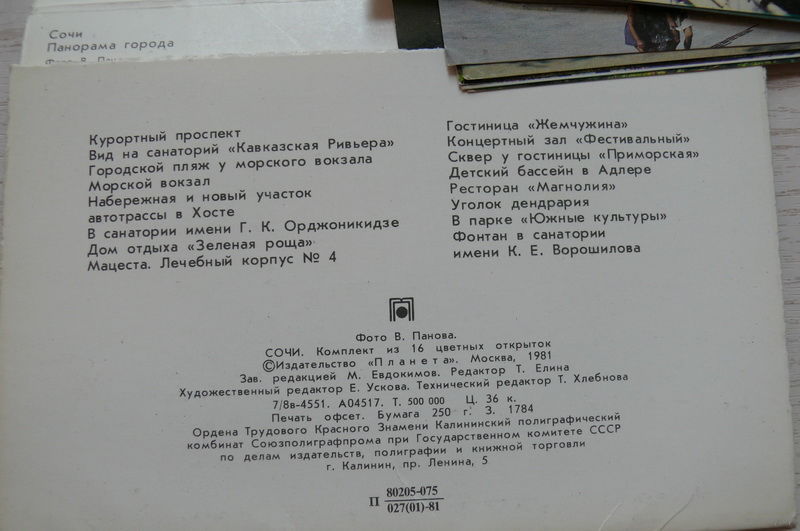 Сочи
Панорама города
Фото В.
Курортный проспект
Вид на санаторий «Кавказская Ривьера»
Городской пляж у морского вокзала
Морской вокзал
Набережная и новый участок
автотрассы в Хосте
В санатории имени Г. К. Орджоникидзе
Дом отдыха «Зеленая роща»
Мацеста. Лечебный корпус № 4
Гостиница «Жемчужина»
Концертный зал «Фестивальный»
Сквер у гостиницы «Приморская»
Детский бассейн в Адлере
Ресторан «Магнолия»
Уголок дендрария
В парке «Южные культуры»
Фонтан в санатории
имени К. Е. Ворошилова
Фото В. Панова.
СОЧИ. Комплект из 16 цветных открыток
©Издательство «Планета». Москва, 1981
Зав. редакцией М. Евдокимов. Редактор Т. Елина
Художественный редактор Е. Ускова. Технический редактор Т. Хлебнова
7/8в-4551. А04517. Т. 500 000 Ц. 36 к.
Печать офсет. Бумага 250 г. З. 1784
Ордена Трудового Красного Знамени Калининский полиграфический
комбинат Союзполиграфпрома при Государственном комитете СССР
по делам издательств, полиграфии и книжной торговли
г. Калинин, пр. Ленина, 5
П 80205-075
027(01)-81